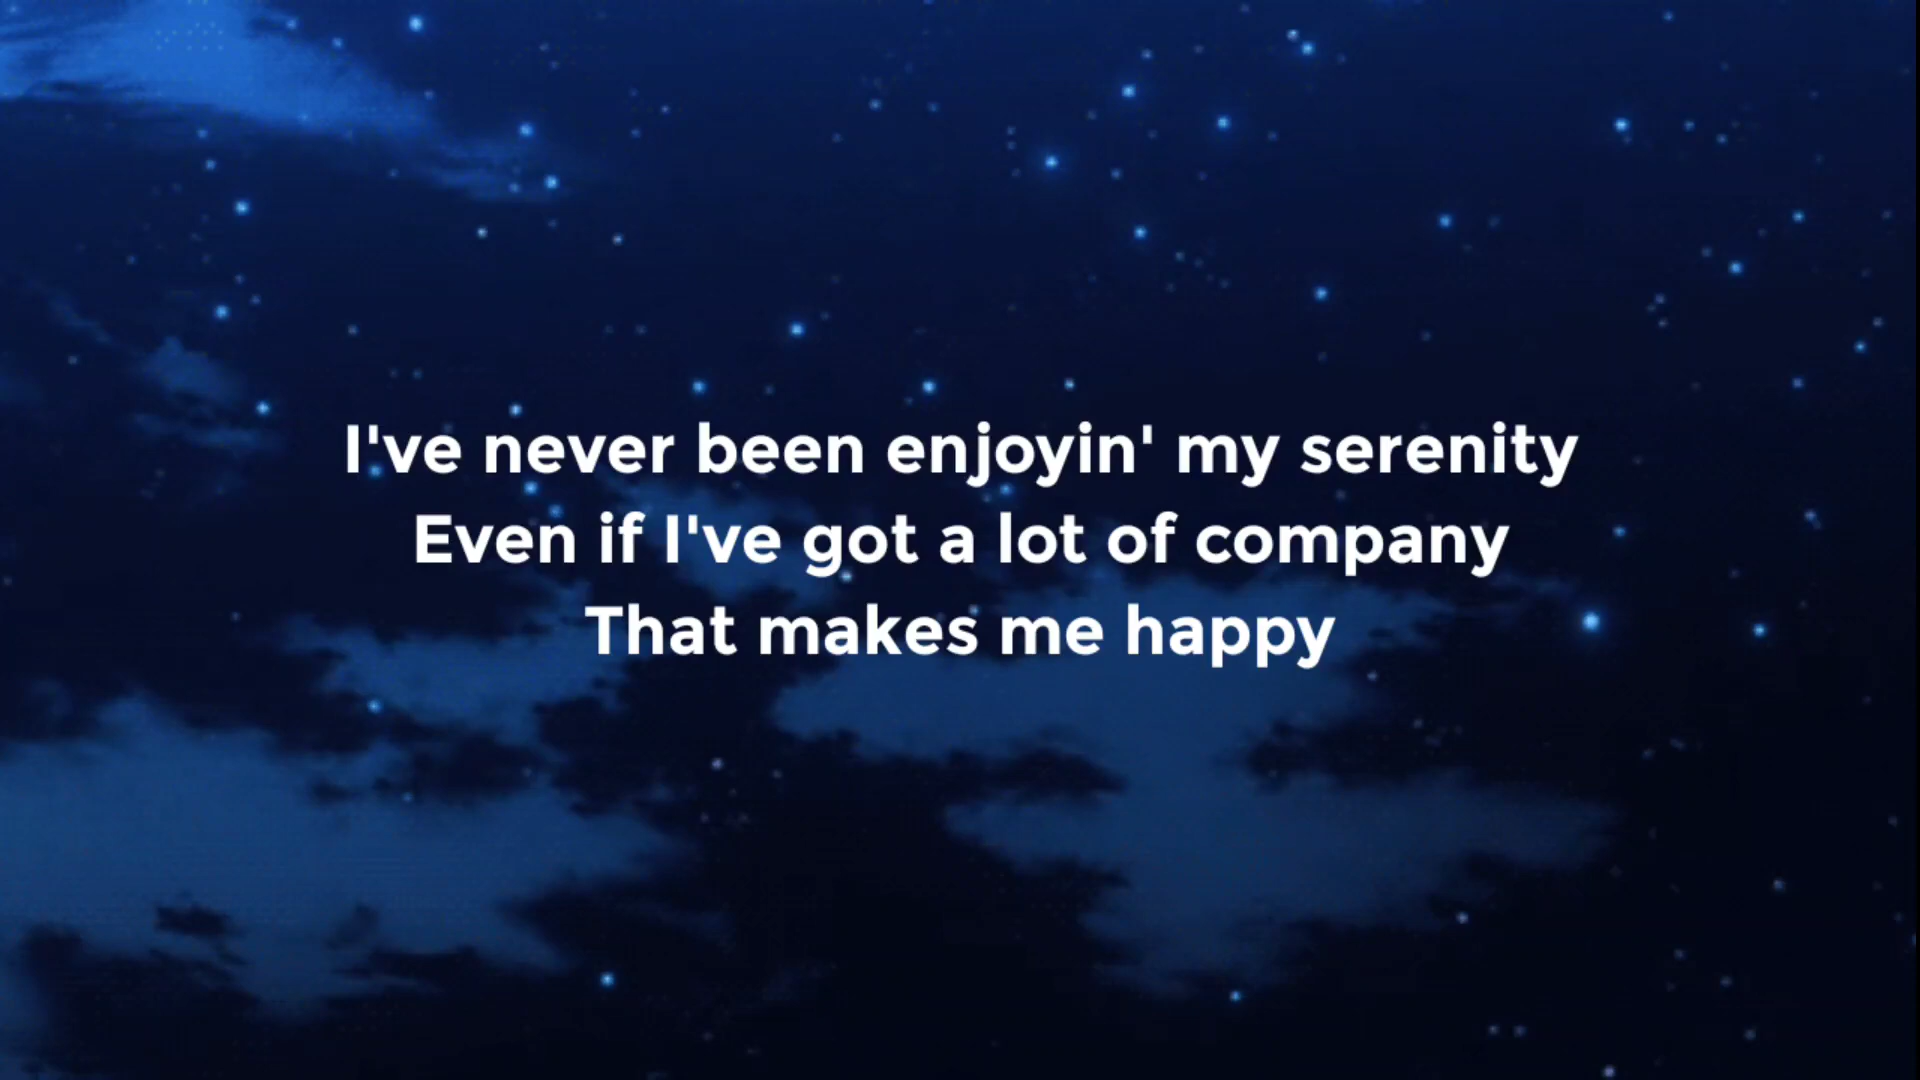 I've never been enjoyin' my serenity
Even if I've got a lot of company
That makes me happy